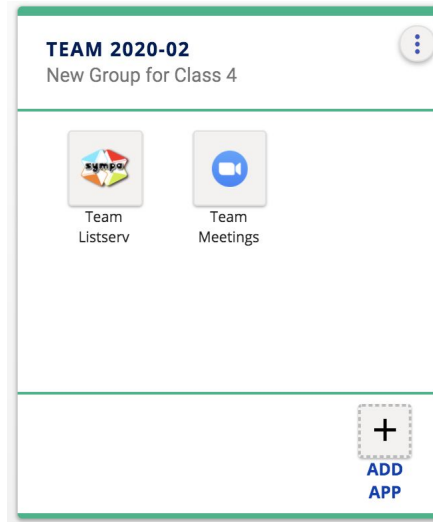 TEAM 2020-02
New Group for Class 4
sympa
Team
Listserv
Team
Meetings
ADD
APP